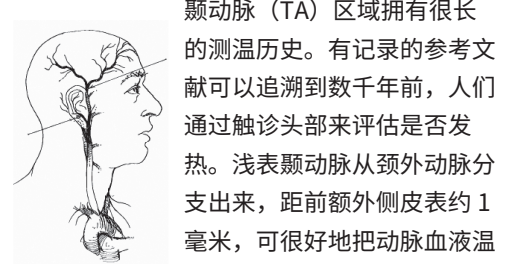 颞动脉（TA）区域拥有很长
的测温历史。有记录的参考文
献可以追溯到数千年前，人们
通过触诊头部来评估是否发
热。浅表颞动脉从颈外动脉分
支出来，距前额外侧皮表约 1
毫米，可很好地把动脉血液温